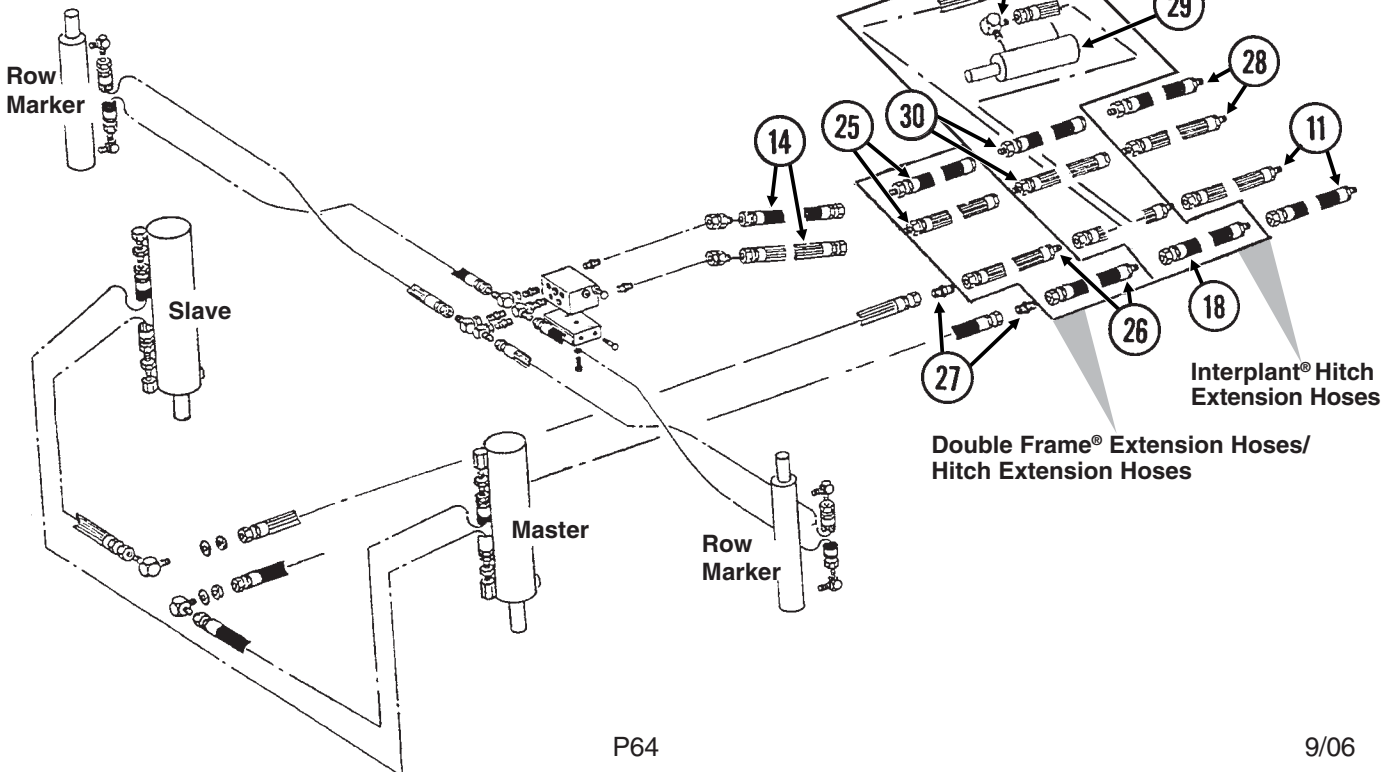 29
Row
Marker
28
30
25
14
11
Slave
18
26
27
Interplant® Hitch
Extension Hoses
Double Frame® Extension Hoses/
Hitch Extension Hoses
Master
Row
Marker
P64
9/06